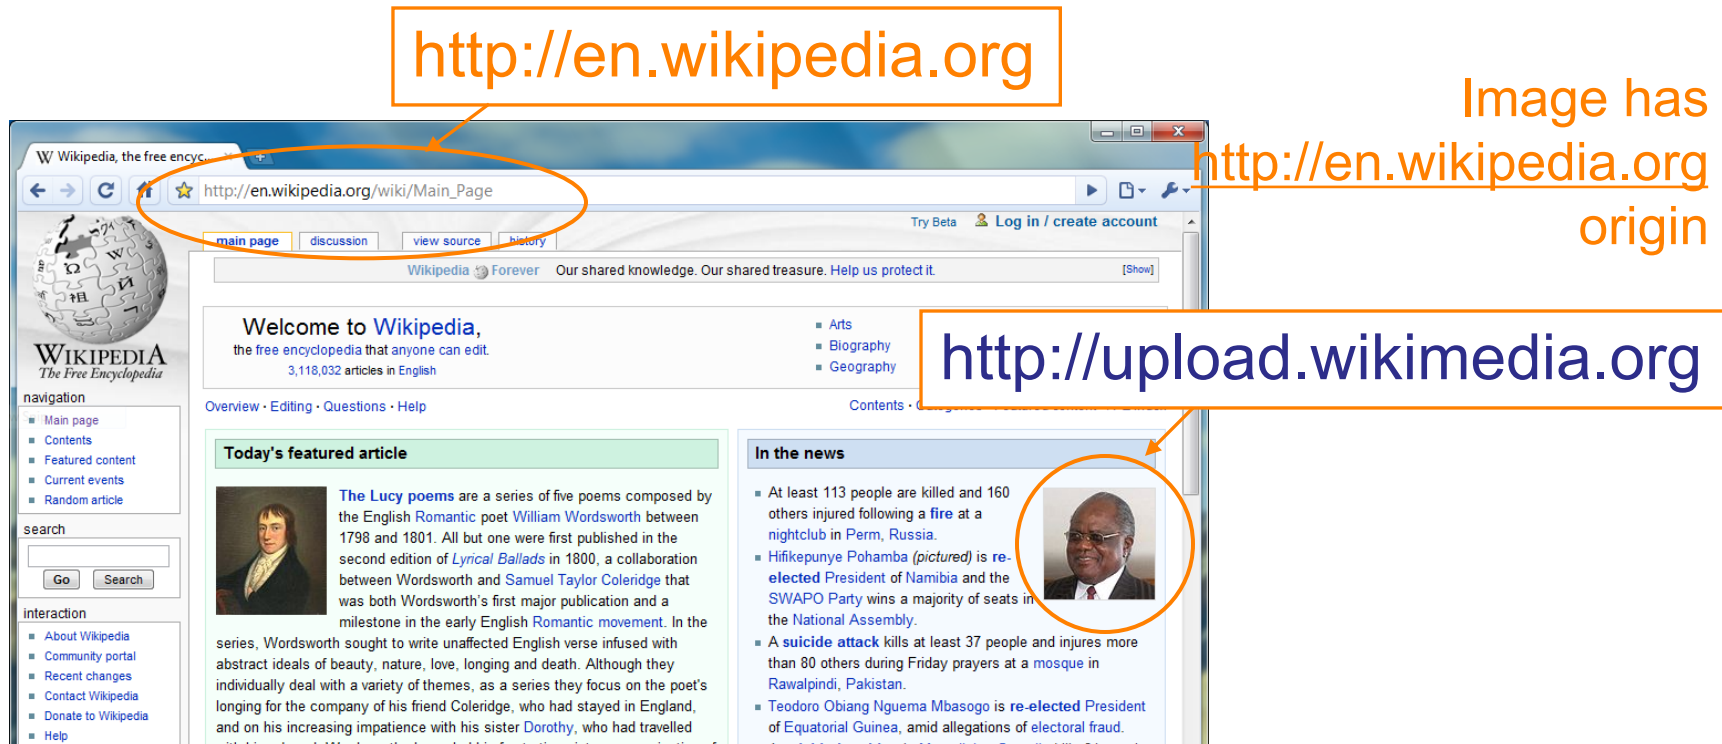 http://en.wikipedia.org
Image has
http://en.wikipedia.org
origin
W Wikipedia, the free encyc...
http://en.wikipedia.org/wiki/Main_Page
Try Beta Log in / create account
main page discussion view source history
Wikipedia Forever Our shared knowledge. Our shared treasure. Help us protect it. [Show]
WIKIPEDIA
The Free Encyclopedia
Welcome to Wikipedia,
the free encyclopedia that anyone can edit.
3,118,032 articles in English
Arts
Biography
Geography
http://upload.wikimedia.org
navigation
Main page
Contents
Featured content
Current events
Random article
search
Go Search
interaction
About Wikipedia
Community portal
Recent changes
Contact Wikipedia
Donate to Wikipedia
Help
Overview · Editing · Questions · Help
Contents ·
Today's featured article
The Lucy poems are a series of five poems composed by
the English Romantic poet William Wordsworth between
1798 and 1801. All but one were first published in the
second edition of Lyrical Ballads in 1800, a collaboration
between Wordsworth and Samuel Taylor Coleridge that
was both Wordsworth's first major publication and a
milestone in the early English Romantic movement. In the
series, Wordsworth sought to write unaffected English verse infused with
abstract ideals of beauty, nature, love, longing and death. Although they
individually deal with a variety of themes, as a series they focus on the poet's
longing for the company of his friend Coleridge, who had stayed in England,
and on his increasing impatience with his sister Dorothy, who had travelled
In the news
At least 113 people are killed and 160
others injured following a fire at a
nightclub in Perm, Russia.
Hifikepunye Pohamba (pictured) is re-
elected President of Namibia and the
SWAPO Party wins a majority of seats in
the National Assembly.
A suicide attack kills at least 37 people and injures more
than 80 others during Friday prayers at a mosque in
Rawalpindi, Pakistan.
Teodoro Obiang Nguema Mbasogo is re-elected President
of Equatorial Guinea, amid allegations of electoral fraud.